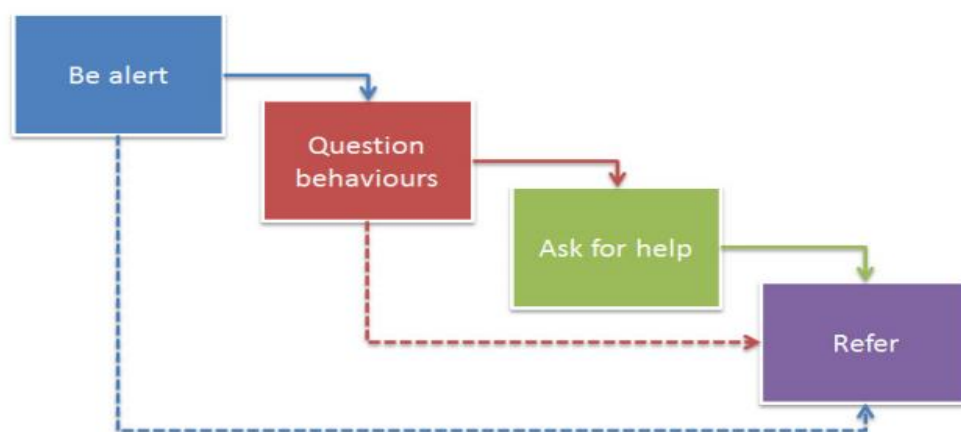 Be alert
Question
behaviours
Ask for help
Refer